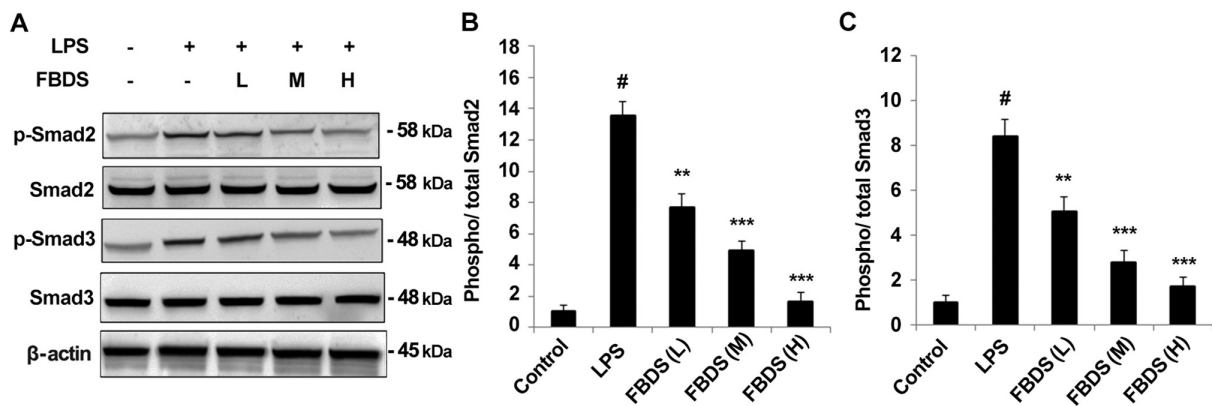 A
LPS - + + + +
FBDS - - L M H
p-Smad2 - 58 kDa
Smad2 - 58 kDa
p-Smad3 - 48 kDa
Smad3 - 48 kDa
β-actin - 45 kDa
B
Phospho/ total Smad2
18
16
14
12
10
8
6
4
2
0
#
**
***
***
Control
LPS
FBDS (L)
FBDS (M)
FBDS (H)
C
Phospho/ total Smad3
12
10
8
6
4
2
0
#
**
***
***
Control
LPS
FBDS (L)
FBDS (M)
FBDS (H)